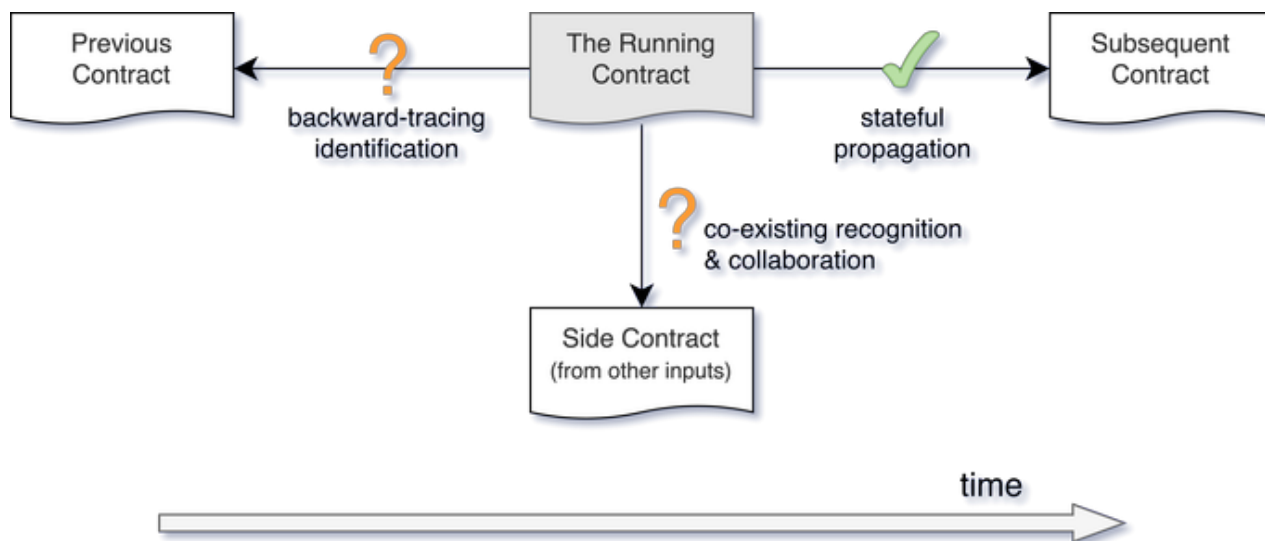 Previous
Contract
The Running
Contract
Subsequent
Contract
?
backward-tracing
identification
stateful
propagation
?
co-existing recognition
& collaboration
Side Contract
(from other inputs)
time